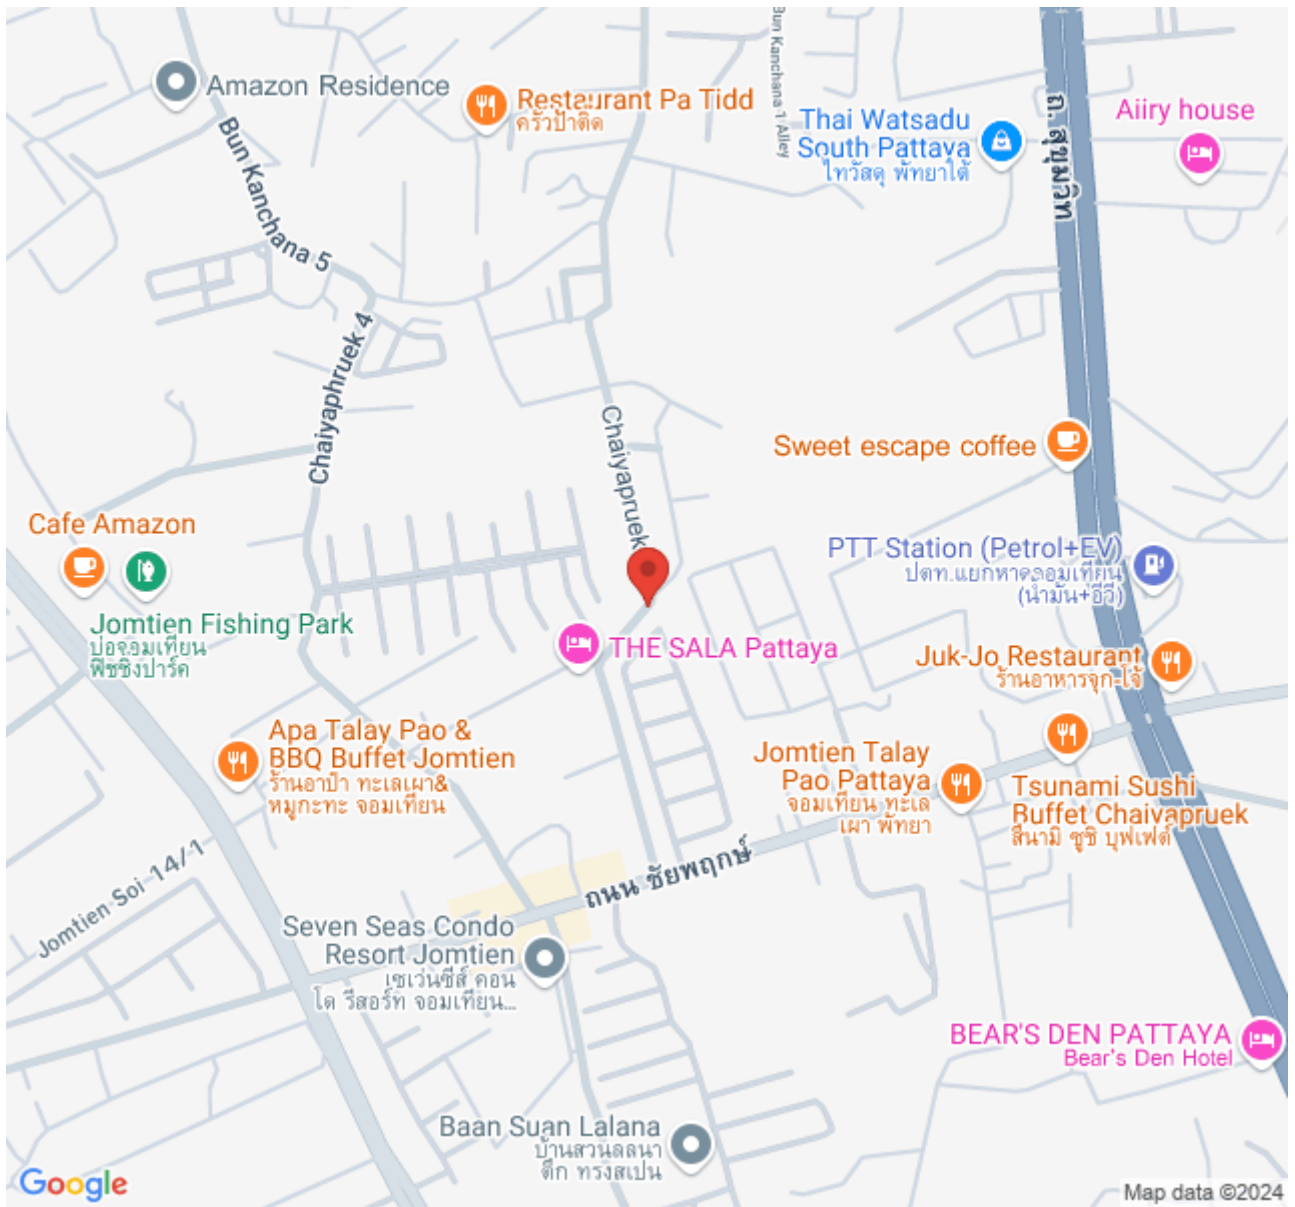 Amazon Residence
Restaurant Pa Tidd
ครัวป้าติด
Bun Kanchana 1 Alley
Thai Watsadu
South Pattaya
ไทวัสดุ พัทยาใต้
ถ. สุขุมวิท
Aiiry house
Bun Kanchana 5
Chaiyaphruek 4
Chaiyapruek
Sweet escape coffee
Cafe Amazon
Jomtien Fishing Park
บ่อจอมเทียน
ฟิชชิ่งปาร์ค
PTT Station (Petrol+EV)
ปตท.แยกหาดจอมเทียน
(น้ำมัน+อีวี)
THE SALA Pattaya
Juk-Jo Restaurant
ร้านอาหารจุก-โจ้
Apa Talay Pao &
BBQ Buffet Jomtien
ร้านอาป๋า ทะเลเผา&
หมูกะทะ จอมเทียน
Jomtien Talay
Pao Pattaya
จอมเทียน ทะเล
เผา พัทยา
Tsunami Sushi
Buffet Chaiyapruek
สึนามิ ซูชิ บุฟเฟต์
Jomtien Soi 14/1
ถนน ชัยพฤกษ์
Seven Seas Condo
Resort Jomtien
เซเว่นซีส์ คอน
โด รีสอร์ท จอมเทียน...
BEAR'S DEN PATTAYA
Bear's Den Hotel
Baan Suan Lalana
บ้านสวนลลนา
ตึก ทรงสเปน
Google
Map data ©2024